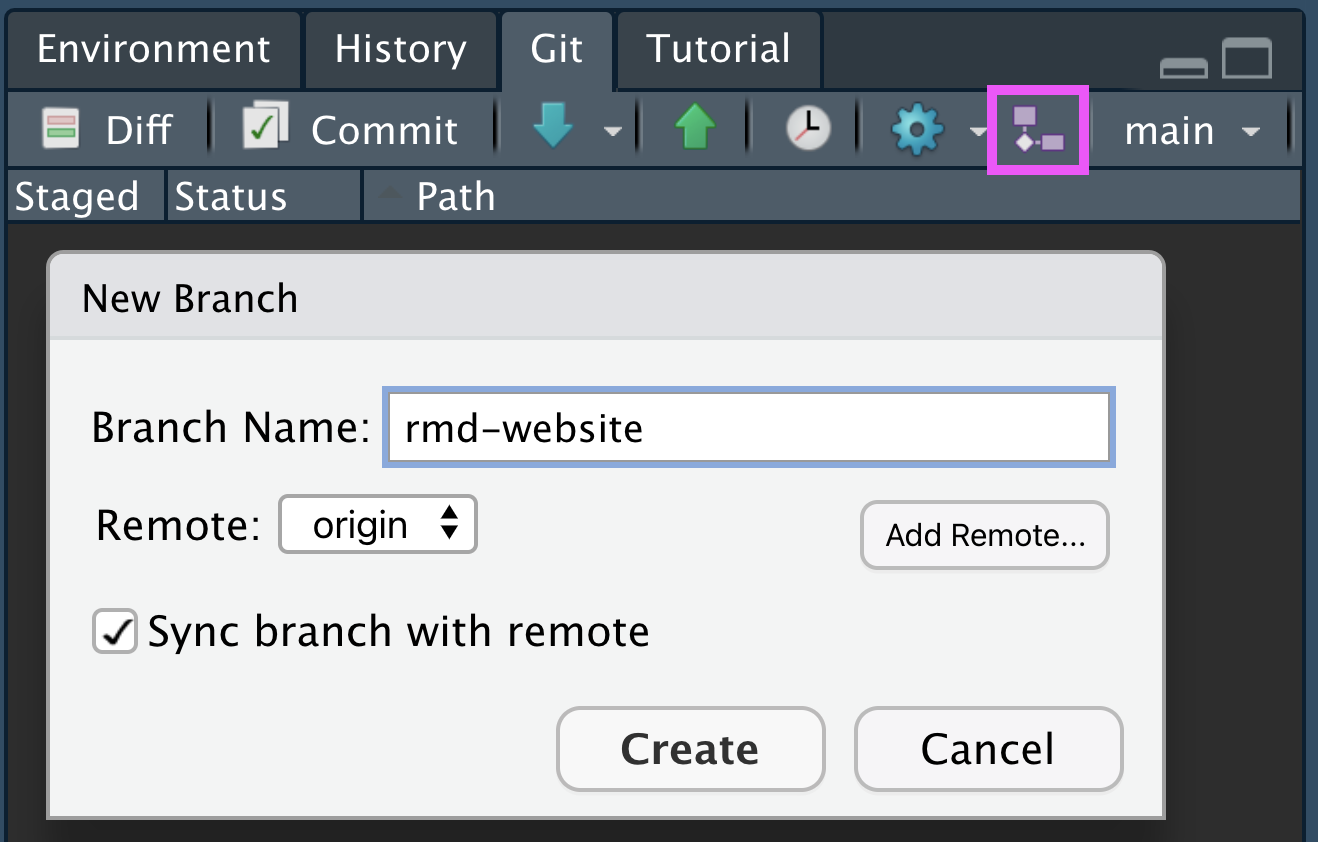 Environment History Git Tutorial
Diff Commit main
Staged Status Path
New Branch
Branch Name: rmd-website
Remote: origin Add Remote...
Sync branch with remote
Create Cancel